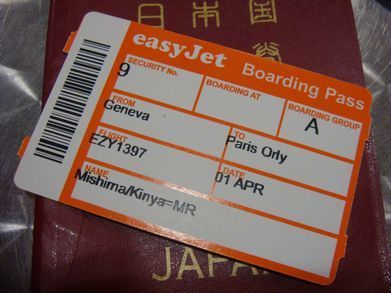 日本国
easyJet Boarding Pass
SECURITY No.
9
BOARDING AT
BOARDING GROUP
A
FROM
Geneva
TO
Paris Orly
FLIGHT
EZY1397
DATE
01 APR
NAME
Mishima/Kinya=MR
JAPAN